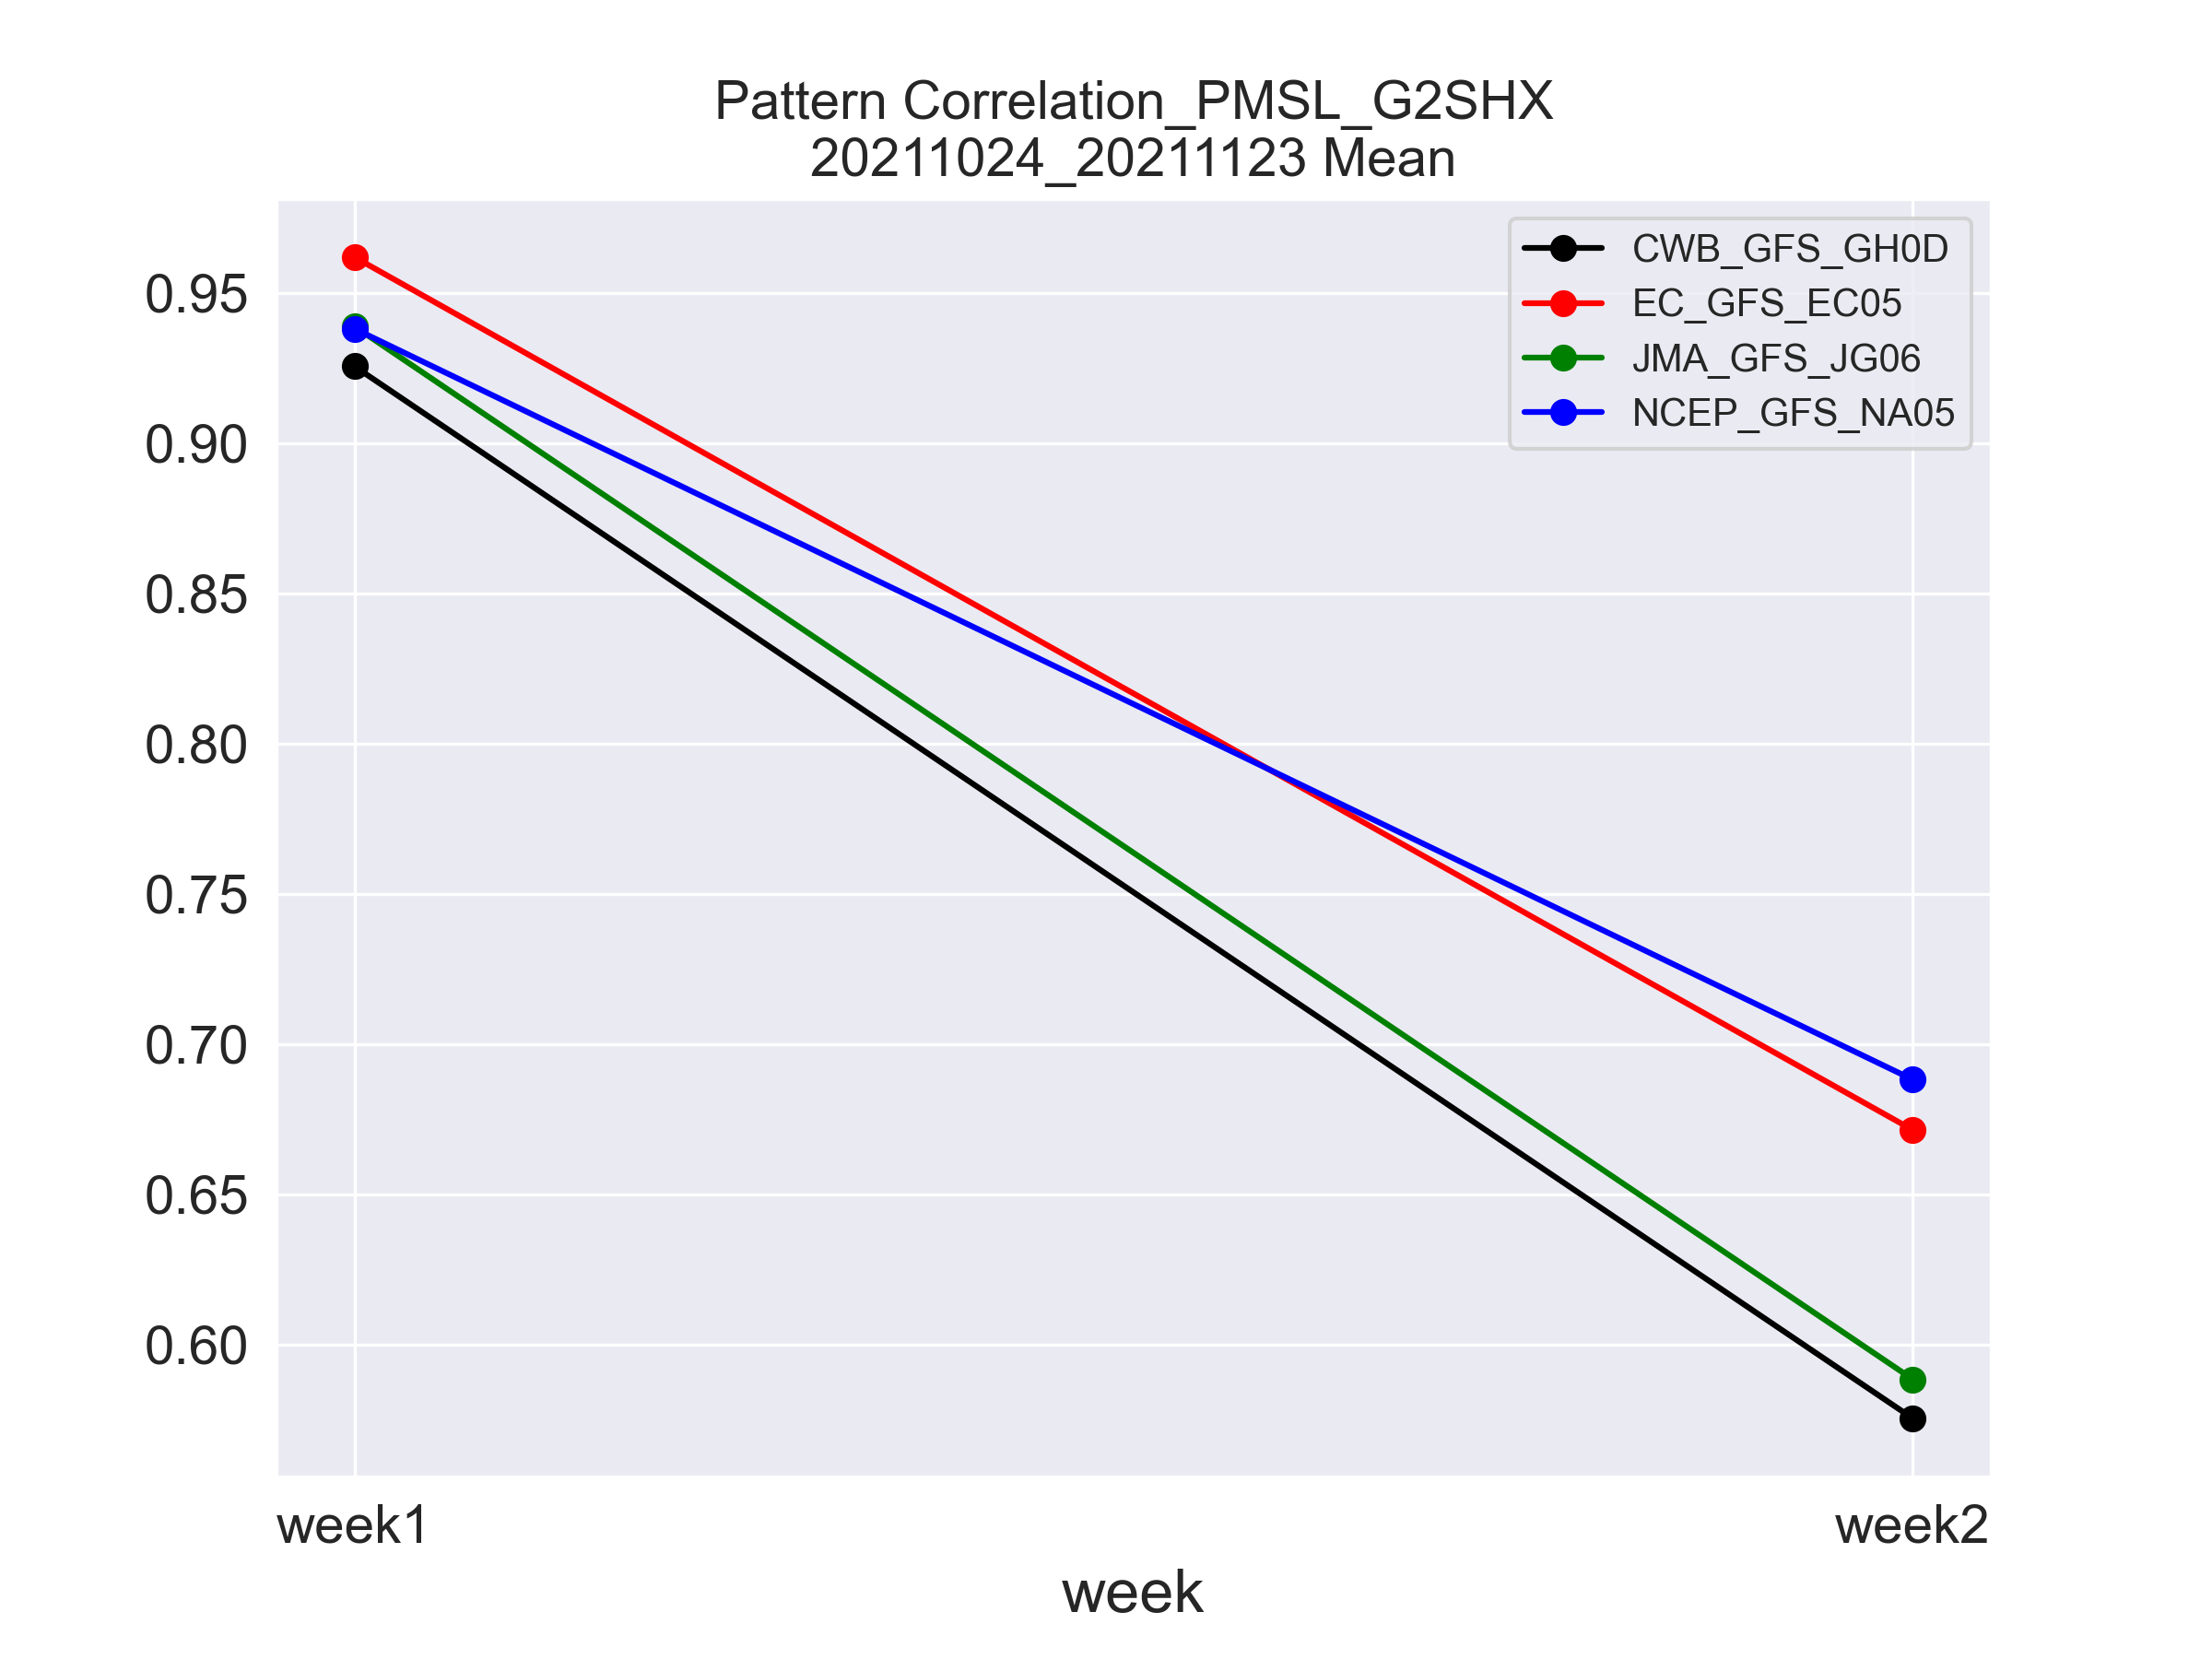 Pattern Correlation_PMSL_G2SHX
20211024_20211123 Mean
CWB_GFS_GH0D
EC_GFS_EC05
JMA_GFS_JG06
NCEP_GFS_NA05
0.95
0.90
0.85
0.80
0.75
0.70
0.65
0.60
week1
week2
week